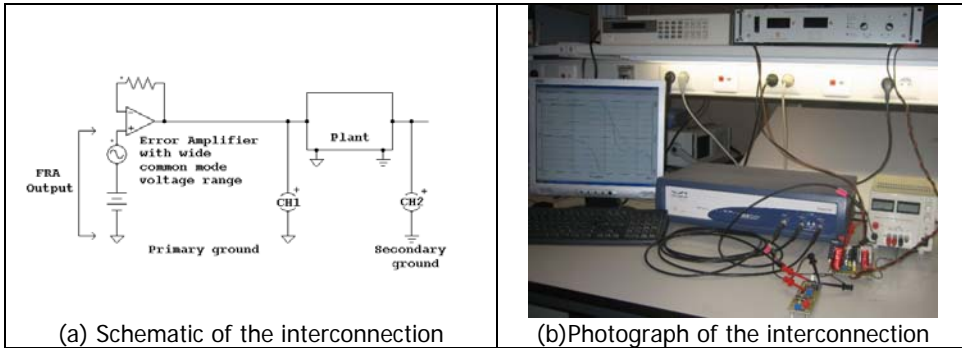 FRA
Output
Error Amplifier
with wide
common mode
voltage range
Plant
CH1
CH2
Primary ground
Secondary
ground
(a) Schematic of the interconnection
(b)Photograph of the interconnection